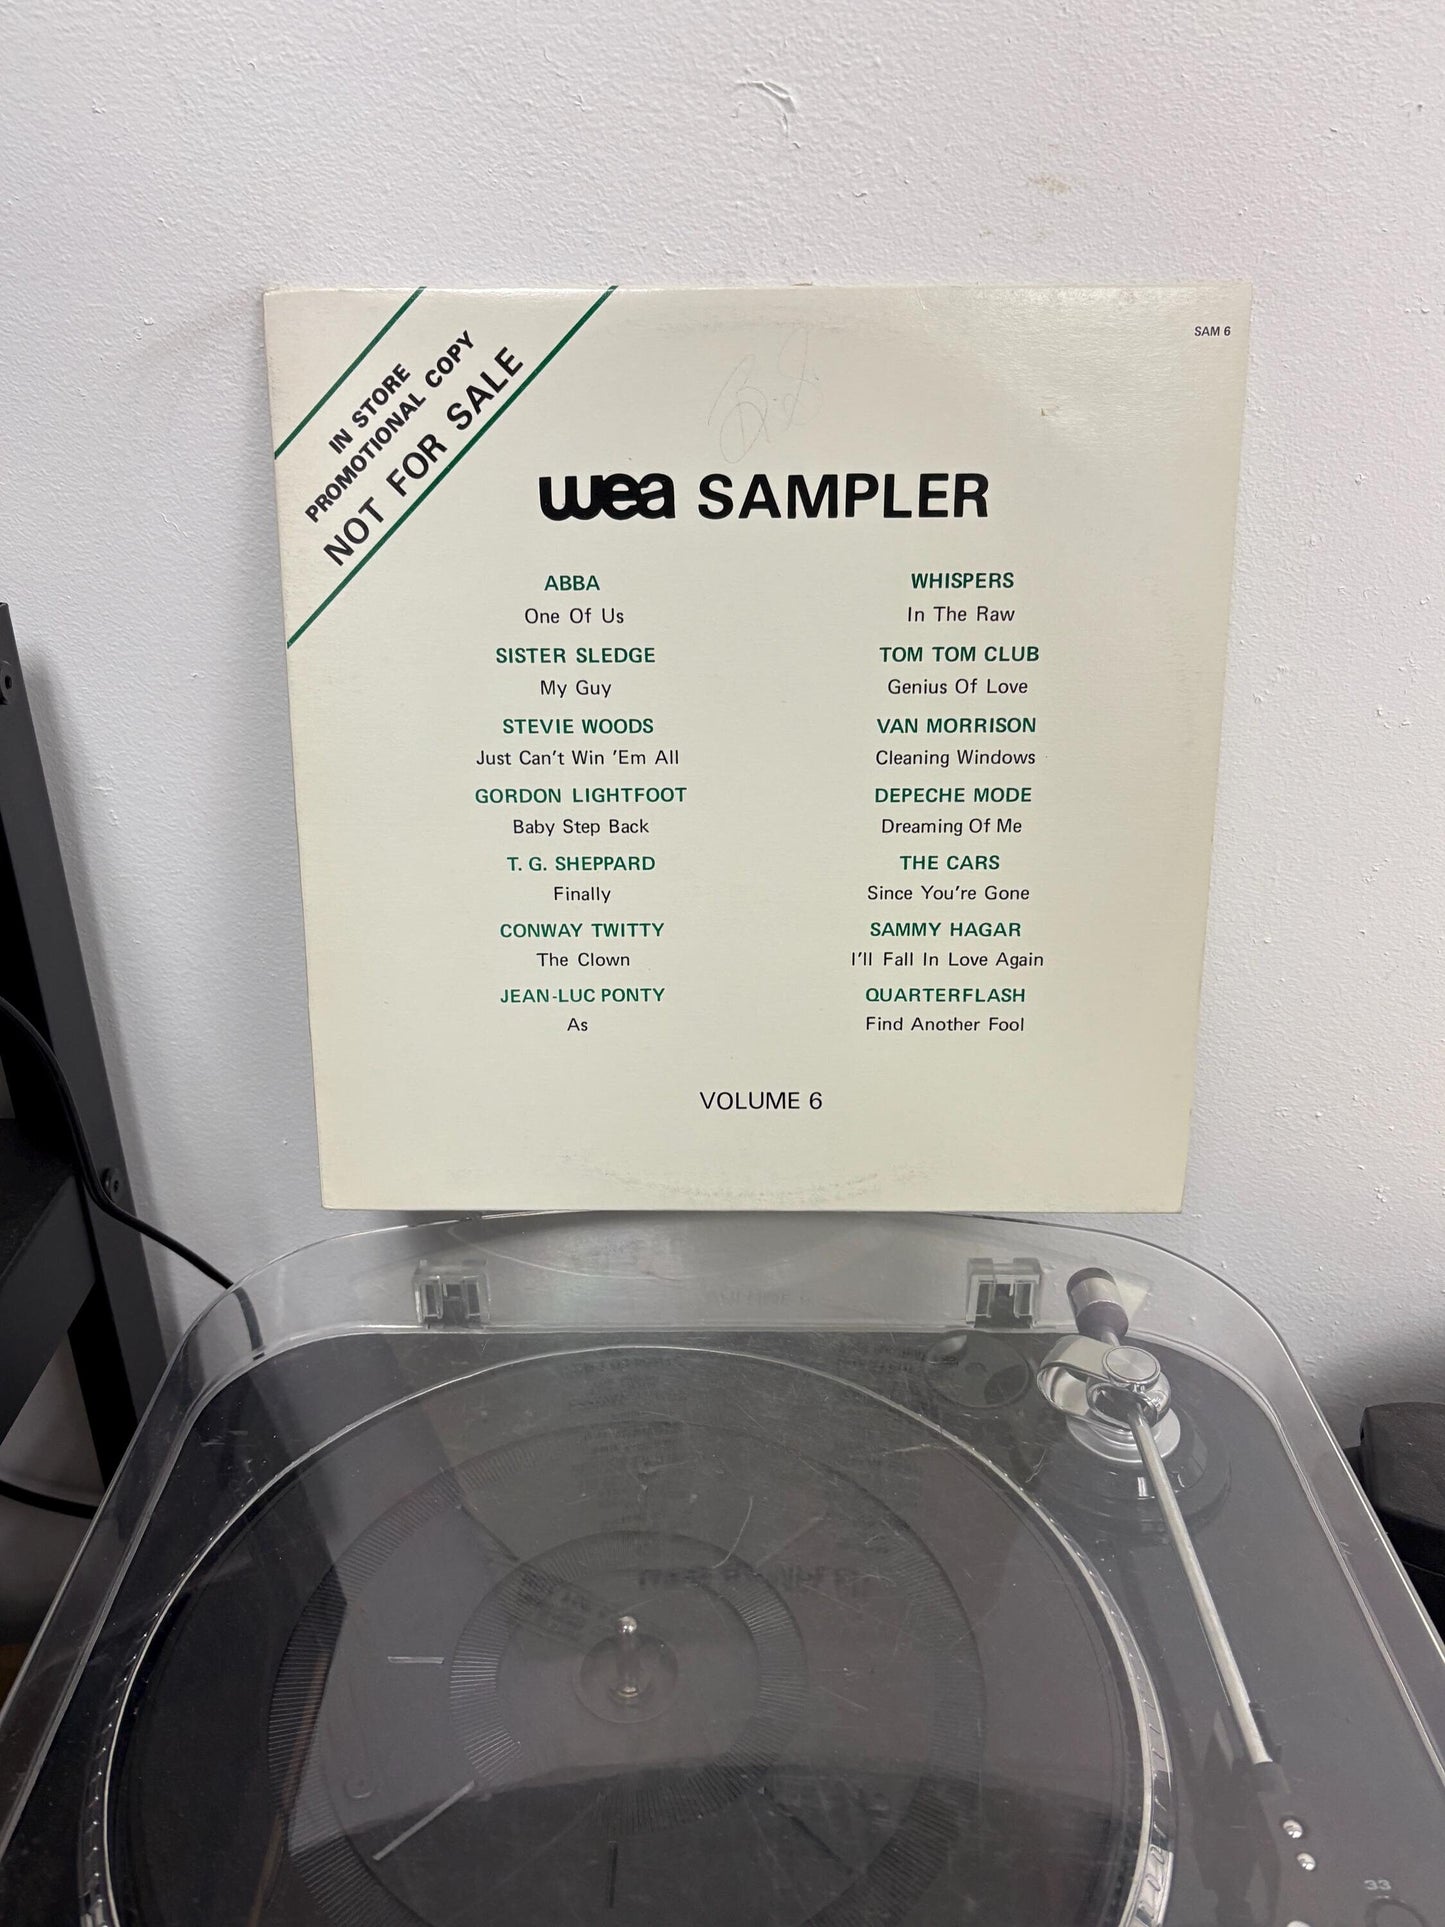 IN STORE
PROMOTIONAL COPY
NOT FOR SALE
SAM 6
wea SAMPLER
ABBA
One Of Us
SISTER SLEDGE
My Guy
STEVIE WOODS
Just Can't Win 'Em All
GORDON LIGHTFOOT
Baby Step Back
T. G. SHEPPARD
Finally
CONWAY TWITTY
The Clown
JEAN-LUC PONTY
As
WHISPERS
In The Raw
TOM TOM CLUB
Genius Of Love
VAN MORRISON
Cleaning Windows
DEPECHE MODE
Dreaming Of Me
THE CARS
Since You're Gone
SAMMY HAGAR
I'll Fall In Love Again
QUARTERFLASH
Find Another Fool
VOLUME 6
33